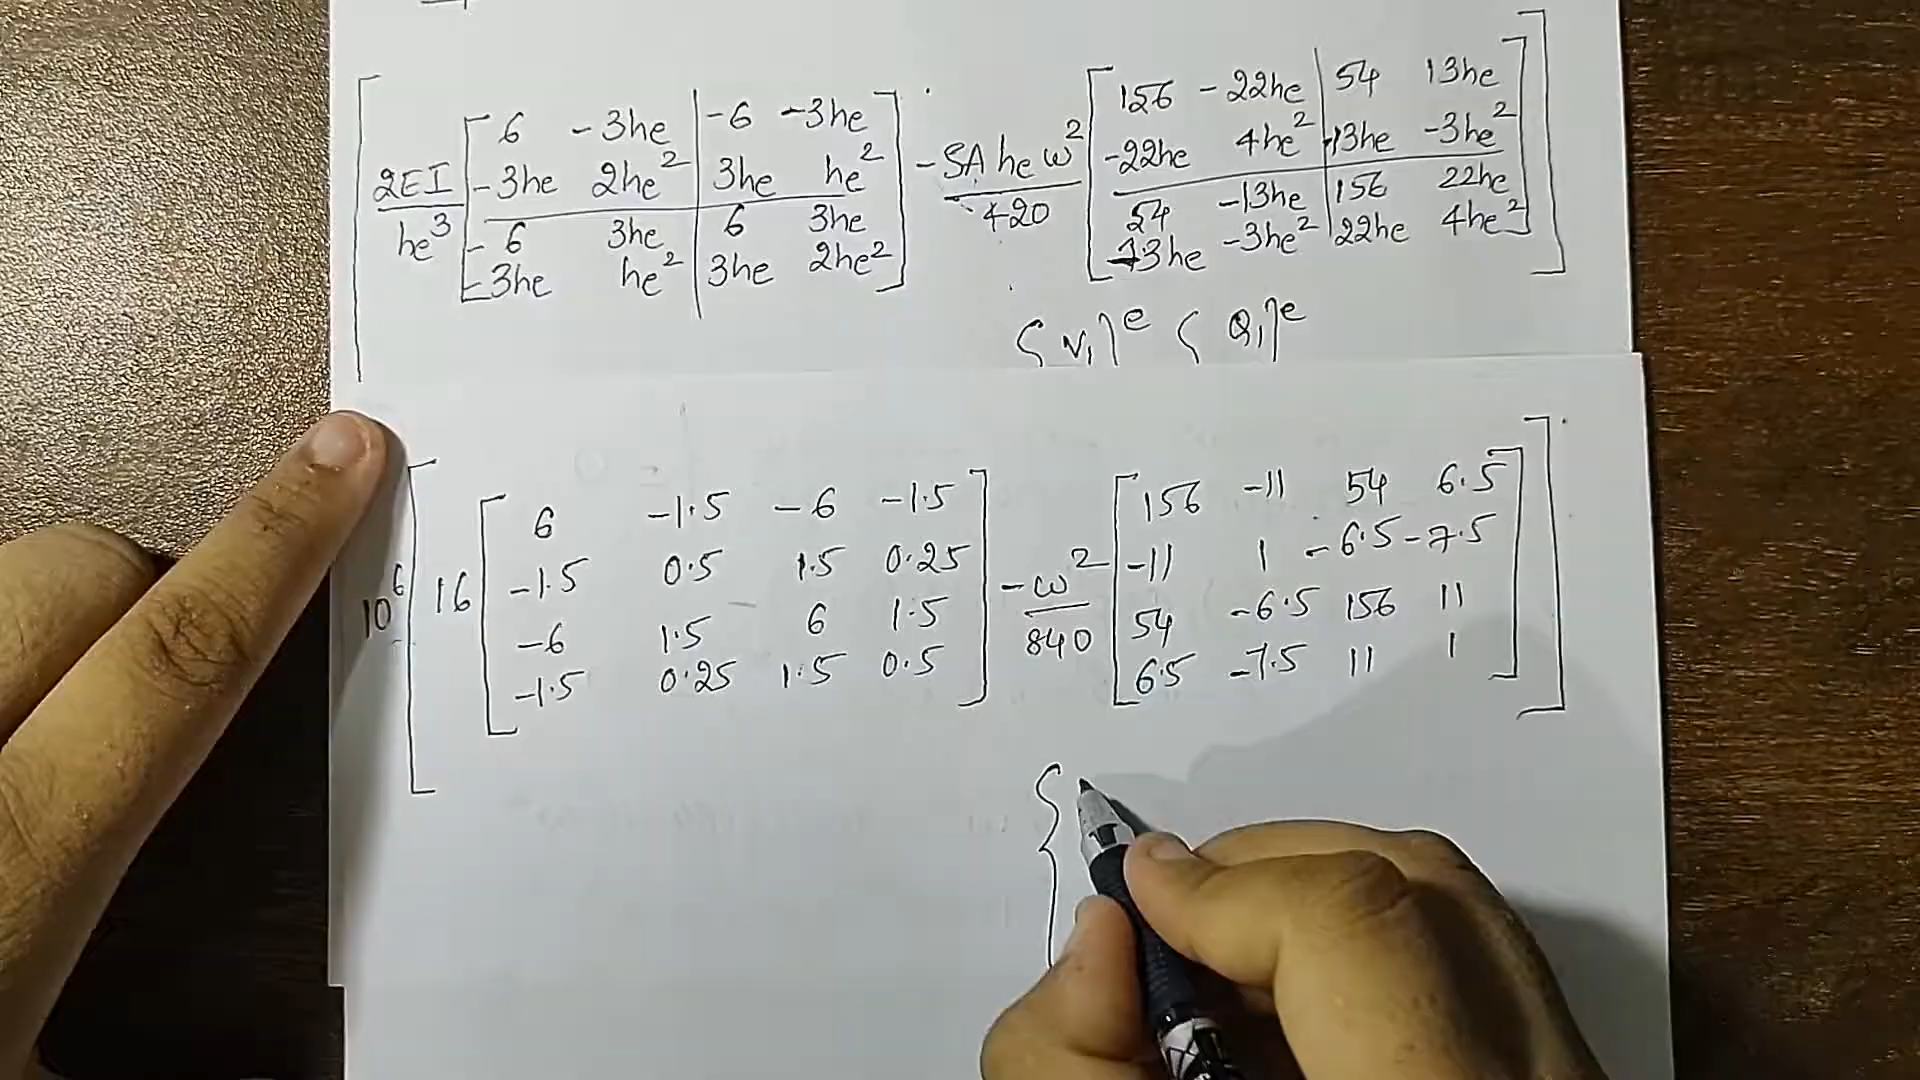 [ 2EI/he³ [ 6 -3he | -6 -3he ] - SAheω²/420 [ 156 -22he | 54 13he ] ]
-3he 2he² | 3he he² -22he 4he² | -13he -3he²
-6 3he | 6 3he 54 -13he | 156 22he
-3he he² | 3he 2he² -13he -3he² | 22he 4he²
{ v₁ }ᵉ { Q₁ }ᵉ
10⁶ [ 16 [ 6 -1.5 -6 -1.5 ] - ω²/840 [ 156 -11 54 6.5 ] ]
-1.5 0.5 1.5 0.25 -11 1 -6.5 -7.5
-6 1.5 6 1.5 54 -6.5 156 11
-1.5 0.25 1.5 0.5 6.5 -7.5 11 1
{